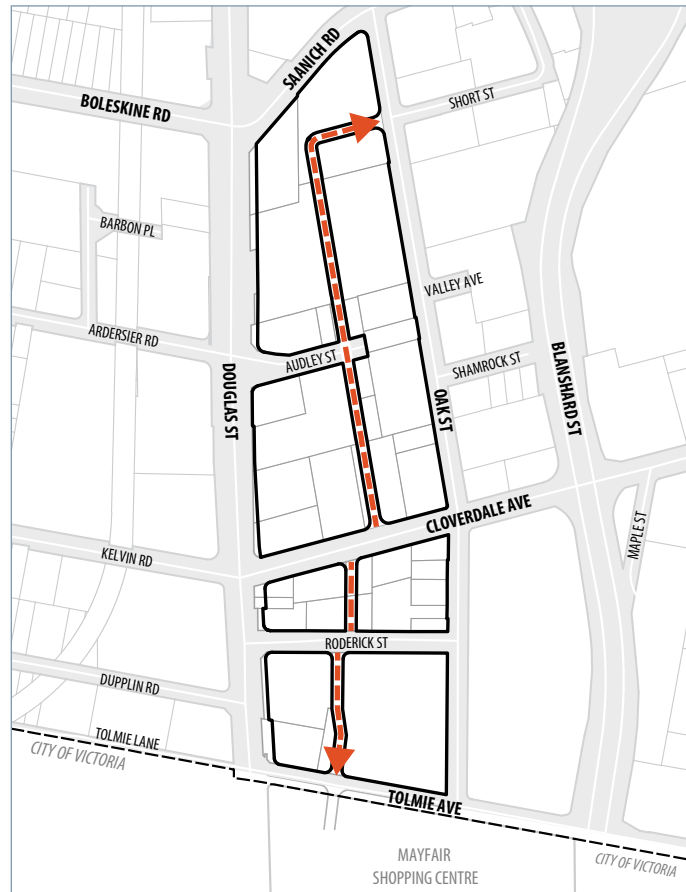 SAANICH RD
BOLESKINE RD
SHORT ST
BARBON PL
VALLEY AVE
ARDERSIER RD
AUDLEY ST
SHAMROCK ST
BLANSHARD ST
DOUGLAS ST
OAK ST
CLOVERDALE AVE
MAPLE ST
KELVIN RD
RODERICK ST
DUPPLIN RD
TOLMIE LANE
CITY OF VICTORIA
TOLMIE AVE
MAYFAIR
SHOPPING CENTRE
CITY OF VICTORIA